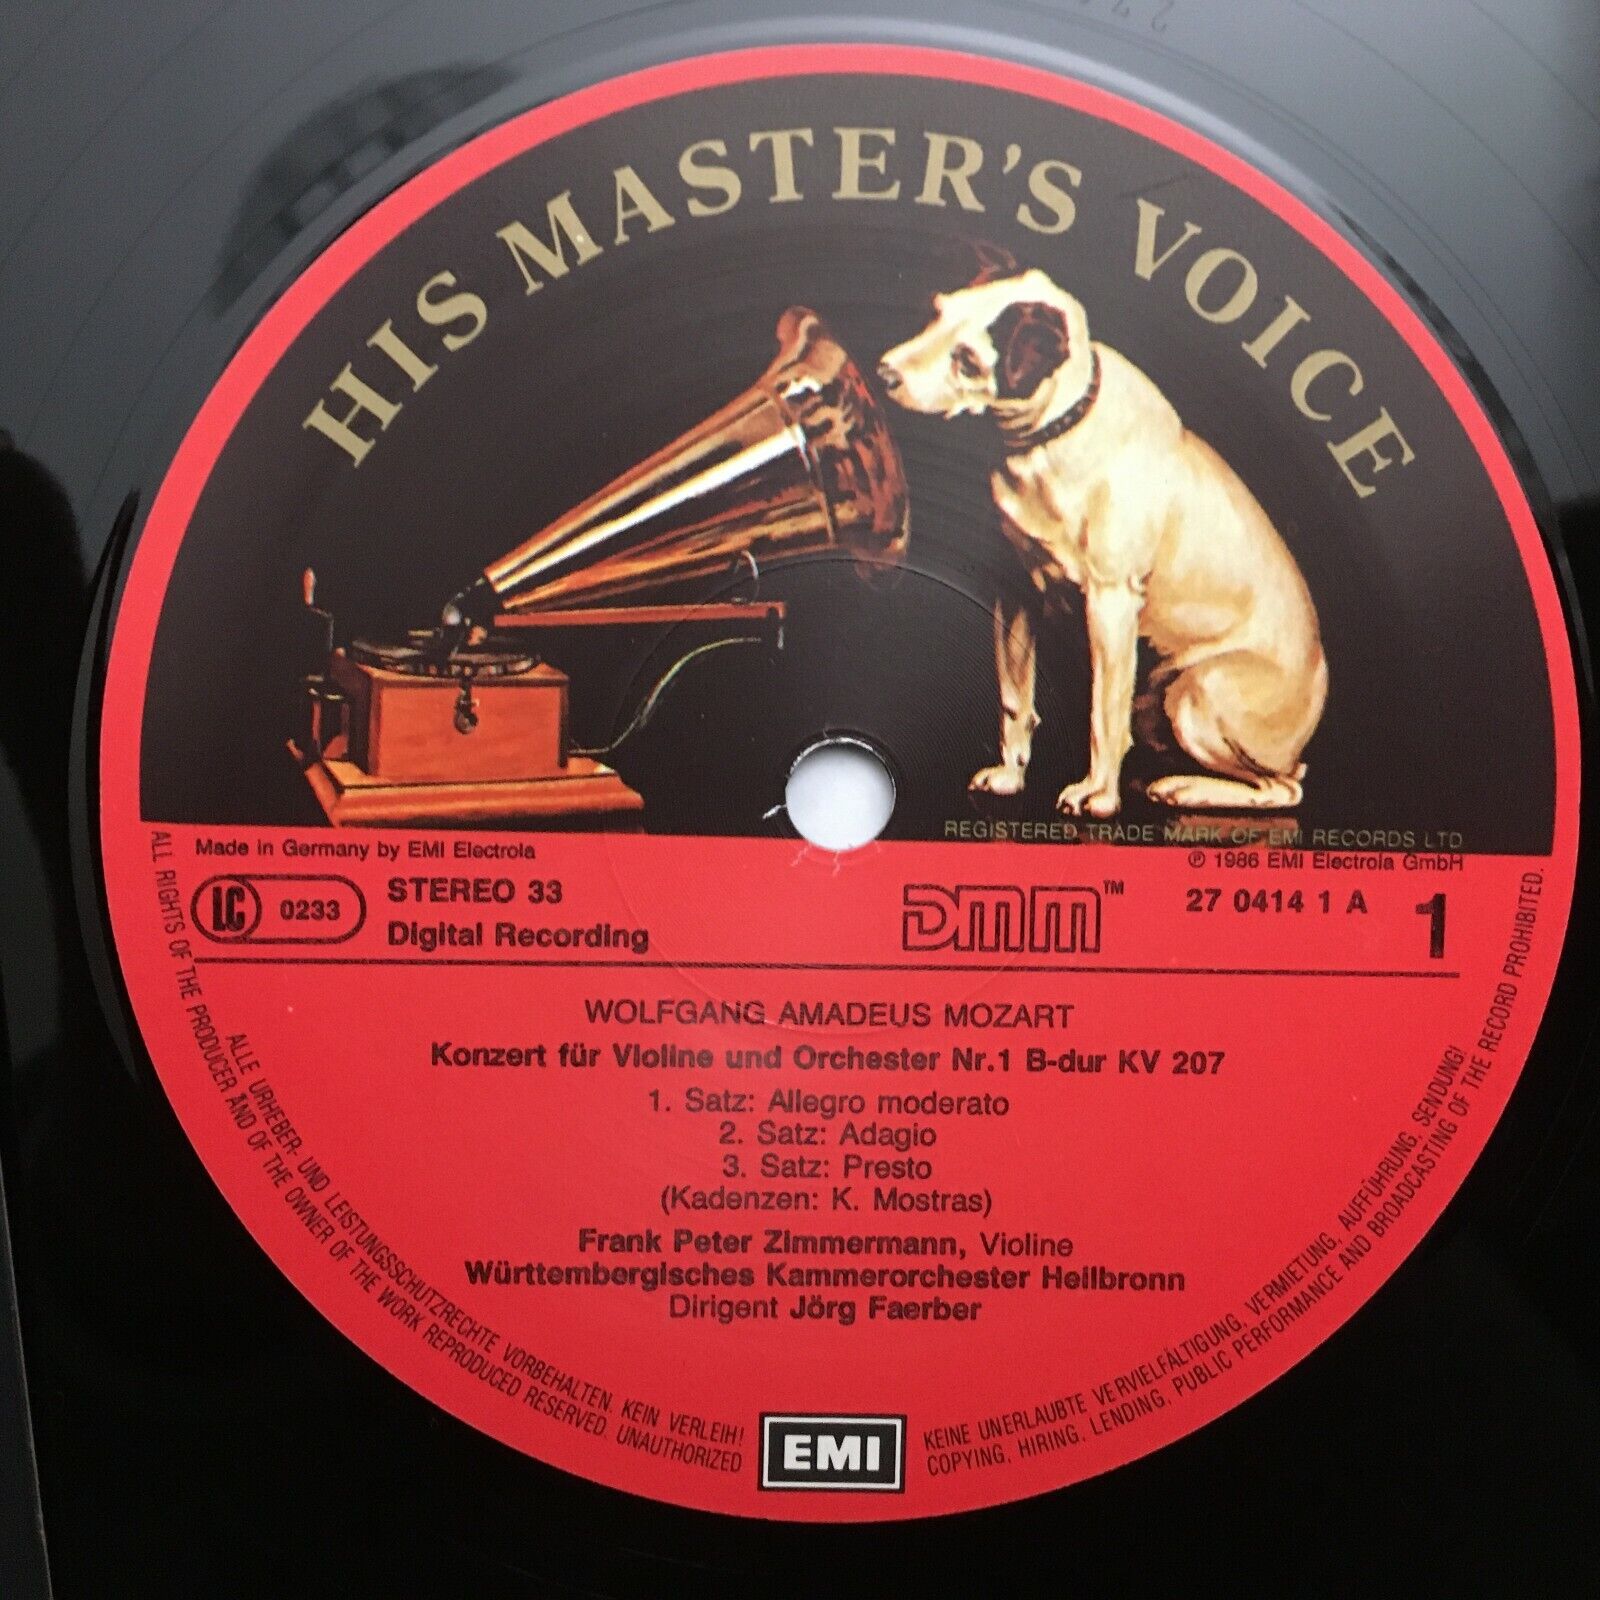 HIS MASTER'S VOICE
REGISTERED TRADE MARK OF EMI RECORDS LTD
Made in Germany by EMI Electrola
℗ 1986 EMI Electrola GmbH
LC 0233
STEREO 33
Digital Recording
DMM™
27 0414 1 A
1
WOLFGANG AMADEUS MOZART
Konzert für Violine und Orchester Nr.1 B-dur KV 207
1. Satz: Allegro moderato
2. Satz: Adagio
3. Satz: Presto
(Kadenzen: K. Mostras)
Frank Peter Zimmermann, Violine
Württembergisches Kammerorchester Heilbronn
Dirigent Jörg Faerber
EMI
ALLE URHEBER- UND LEISTUNGSSCHUTZRECHTE VORBEHALTEN. KEIN VERLEIH! KEINE UNERLAUBTE VERVIELFÄLTIGUNG, VERMIETUNG, AUFFÜHRUNG, SENDUNG!
ALL RIGHTS OF THE PRODUCER AND OF THE OWNER OF THE WORK REPRODUCED RESERVED. UNAUTHORIZED COPYING, HIRING, LENDING, PUBLIC PERFORMANCE AND BROADCASTING OF THE RECORD PROHIBITED.